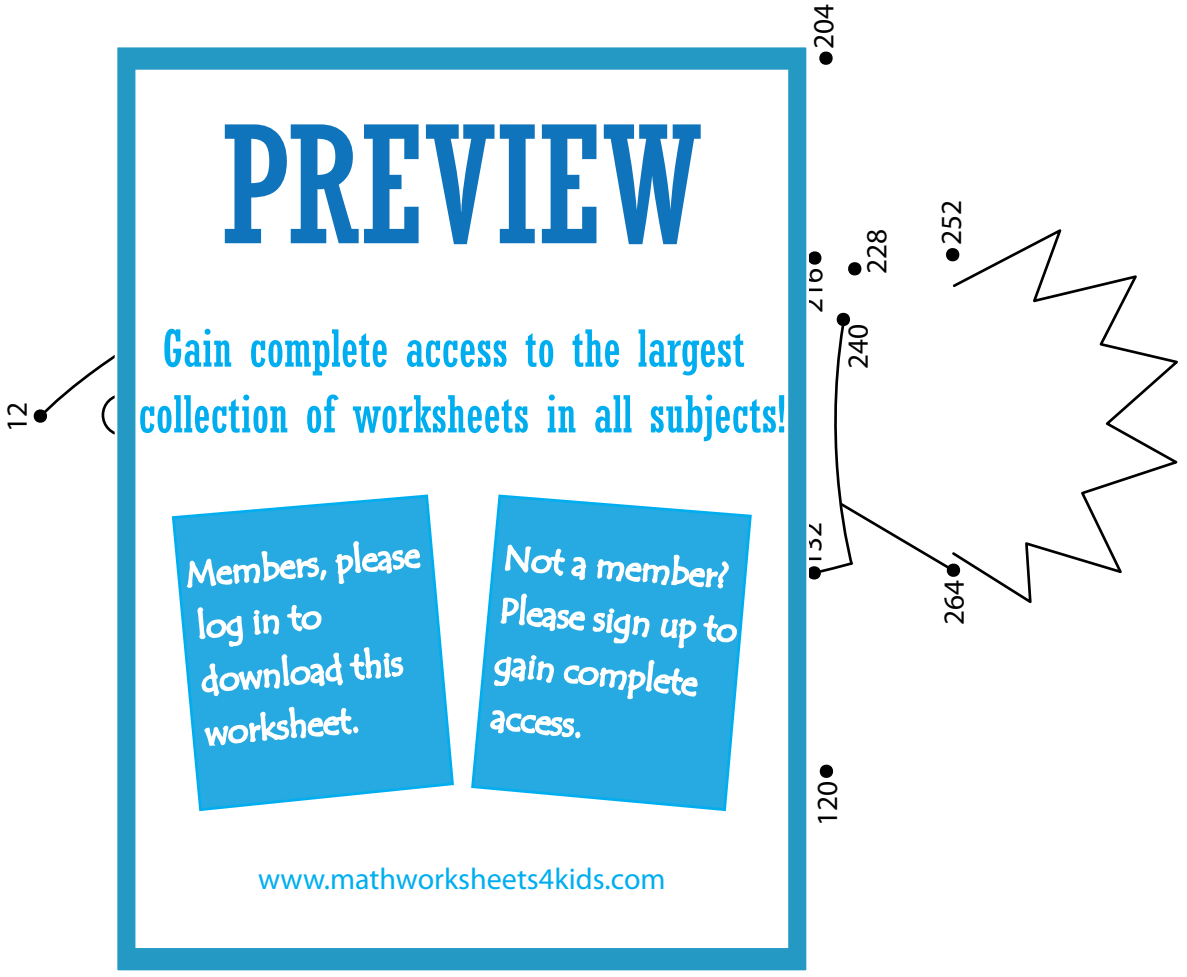 PREVIEW
Gain complete access to the largest
collection of worksheets in all subjects!
Members, please
log in to
download this
worksheet.
Not a member?
Please sign up to
gain complete
access.
www.mathworksheets4kids.com
12
204
216
228
240
252
264
132
120